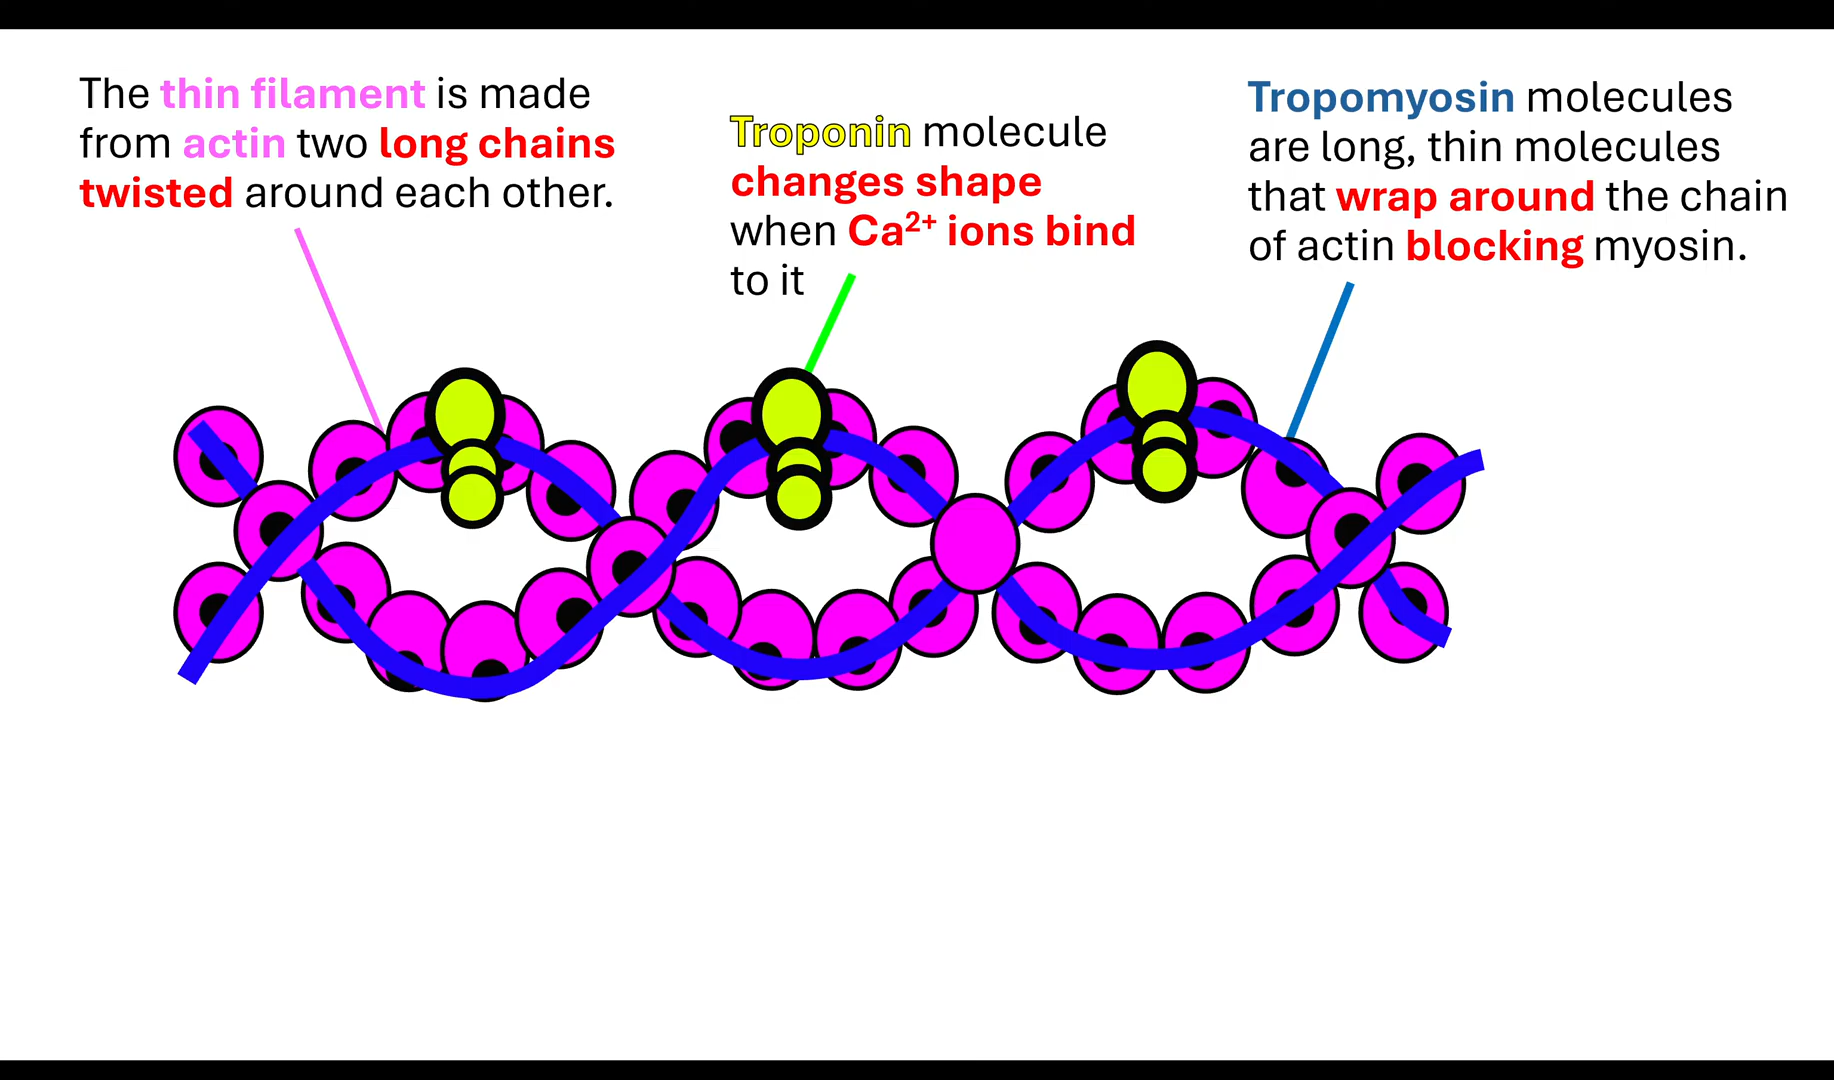 The thin filament is made
from actin two long chains
twisted around each other.
Troponin molecule
changes shape
when Ca²⁺ ions bind
to it
Tropomyosin molecules
are long, thin molecules
that wrap around the chain
of actin blocking myosin.